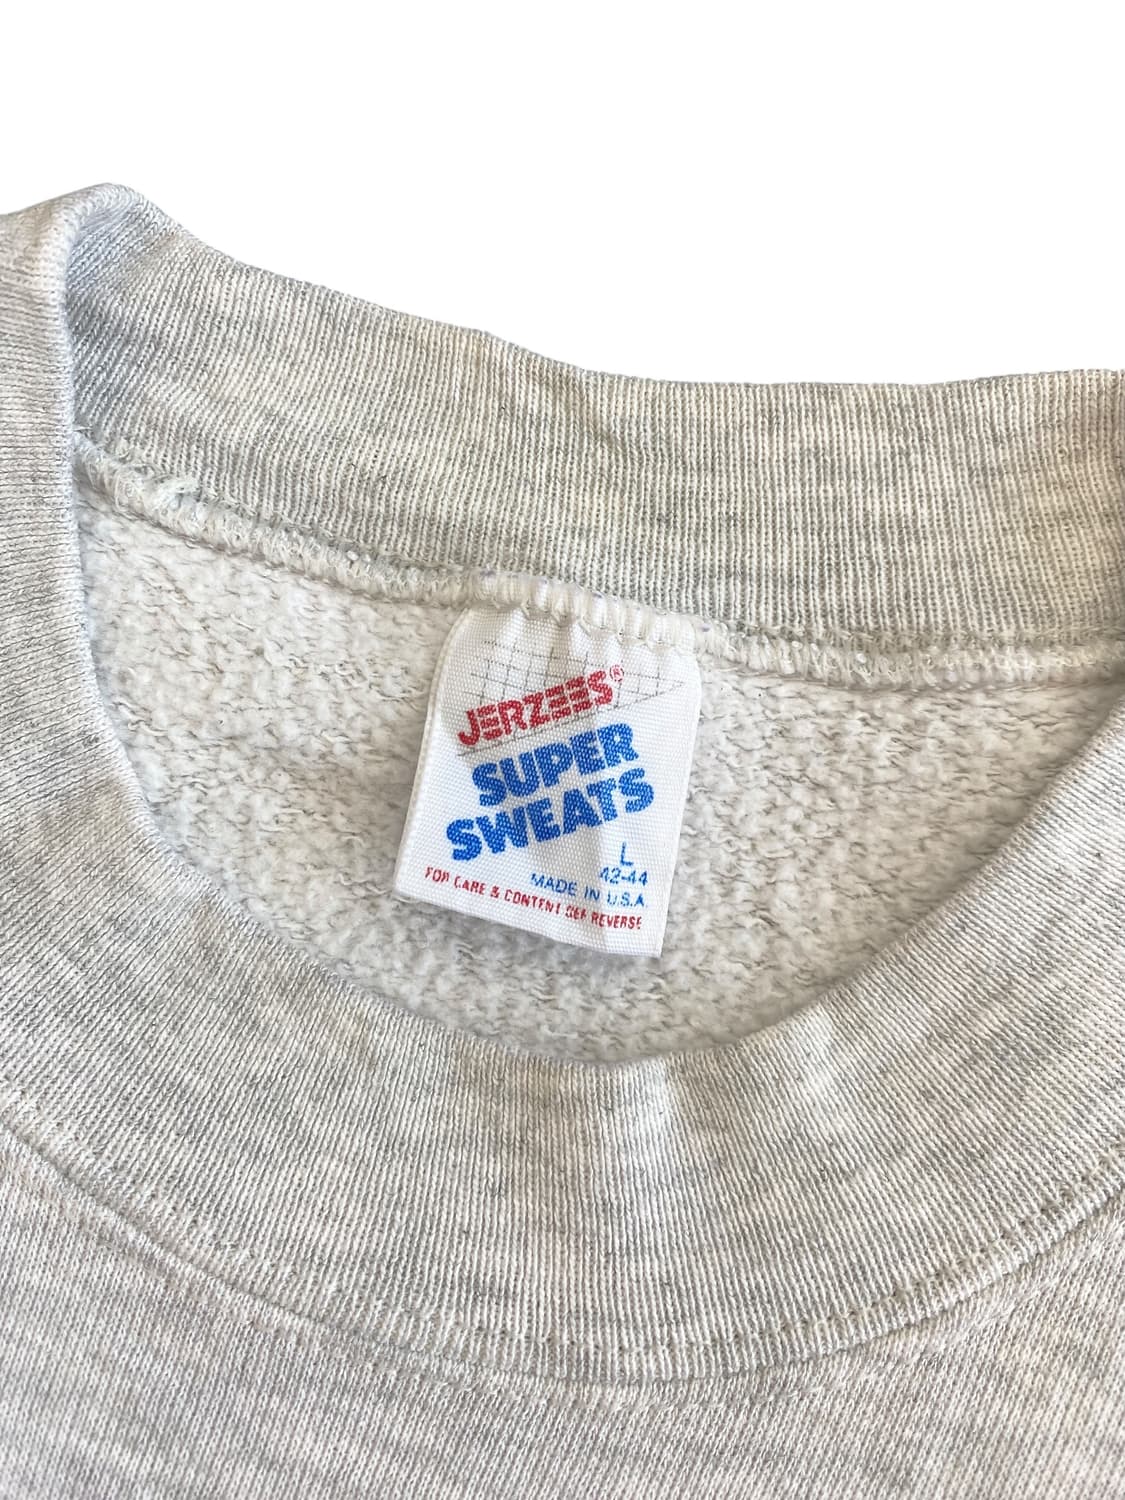 JERZEES®
SUPER
SWEATS
L
42-44
MADE IN U.S.A.
FOR CARE & CONTENT SEE REVERSE